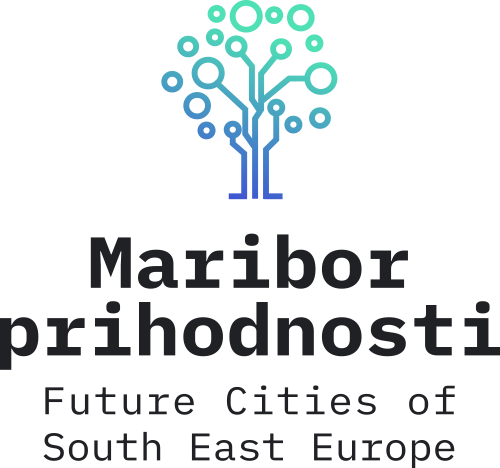 Maribor
prihodnosti
Future Cities of
South East Europe